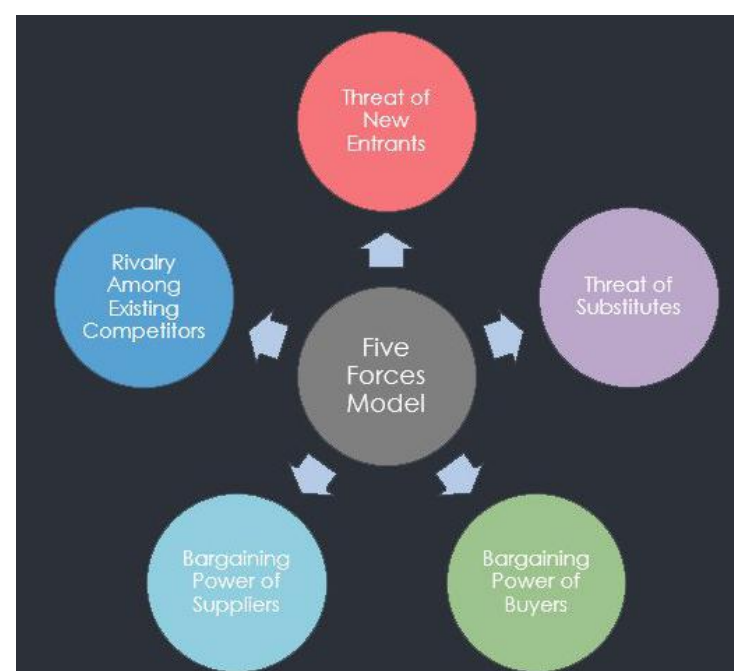 Threat of
New
Entrants
Rivalry
Among
Existing
Competitors
Threat of
Substitutes
Five
Forces
Model
Bargaining
Power of
Suppliers
Bargaining
Power of
Buyers